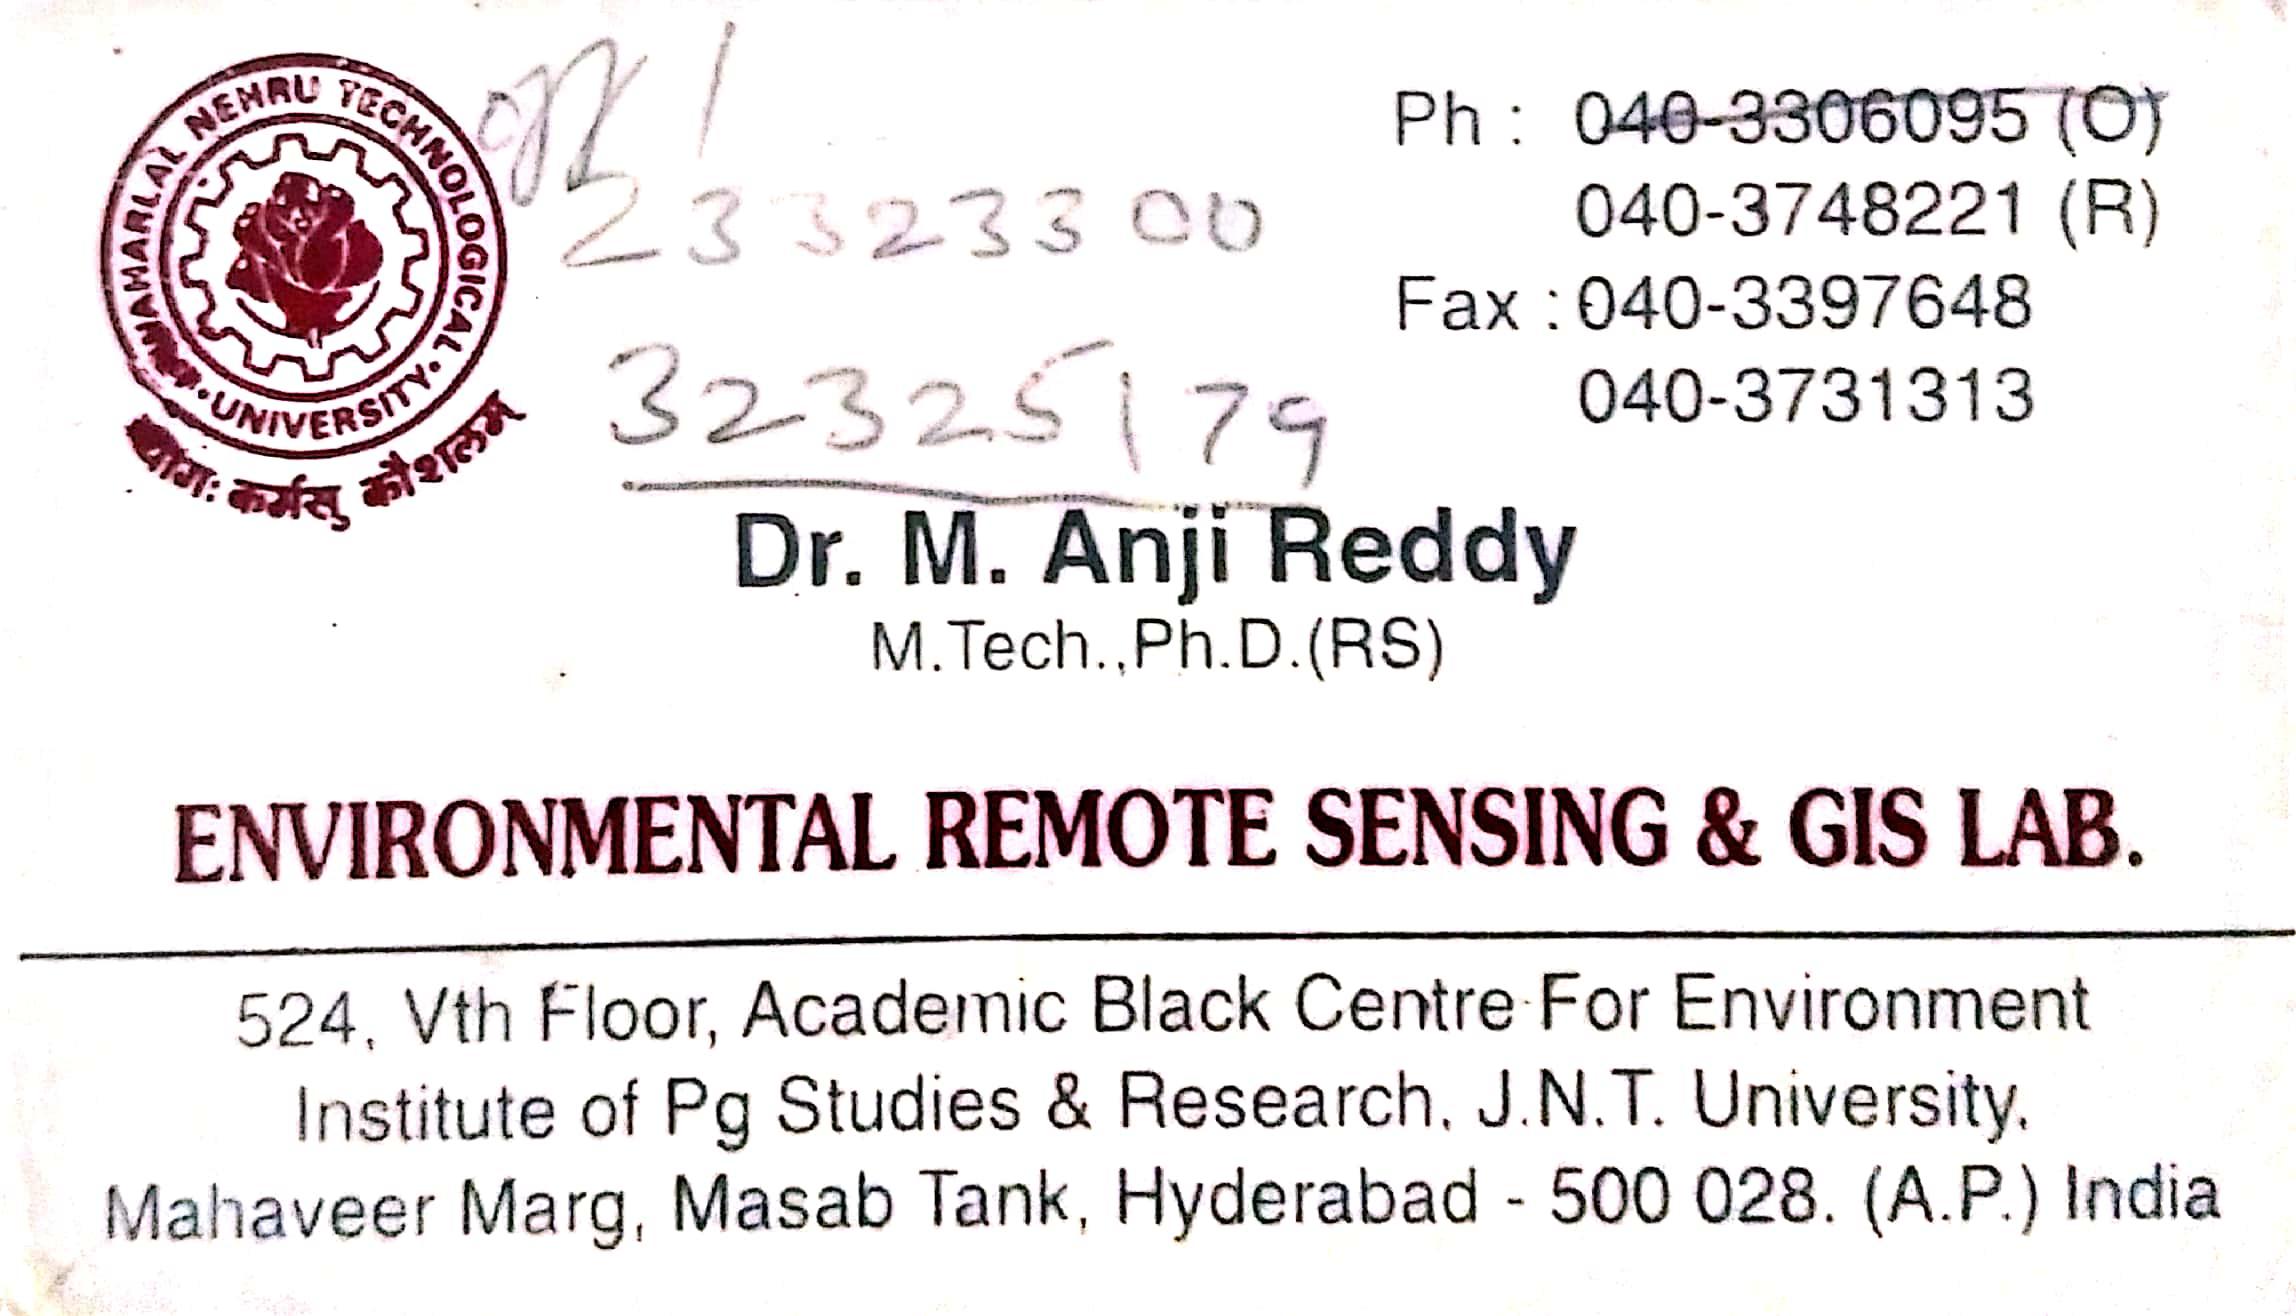 JAWAHARLAL NEHRU TECHNOLOGICAL
• UNIVERSITY •
योगः कर्मसु कौशलम्
23323300
32325179
Ph : 040-3306095 (O)
040-3748221 (R)
Fax : 040-3397648
040-3731313
Dr. M. Anji Reddy
M.Tech.,Ph.D.(RS)
ENVIRONMENTAL REMOTE SENSING & GIS LAB.
524, Vth Floor, Academic Black Centre For Environment
Institute of Pg Studies & Research, J.N.T. University,
Mahaveer Marg, Masab Tank, Hyderabad - 500 028. (A.P.) India